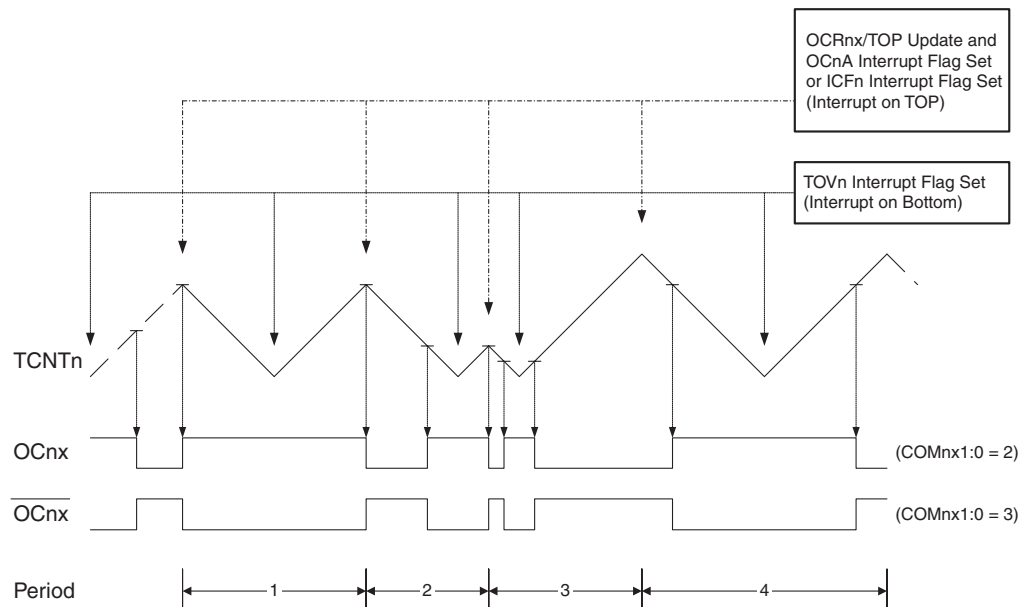 OCRnx/TOP Update and
OCnA Interrupt Flag Set
or ICFn Interrupt Flag Set
(Interrupt on TOP)
TOVn Interrupt Flag Set
(Interrupt on Bottom)
TCNTn
OCnx
(COMnx1:0 = 2)
OCnx
(COMnx1:0 = 3)
Period
1
2
3
4